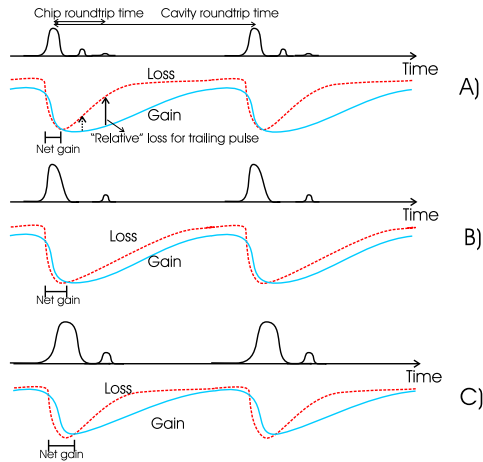 Chip roundtrip time
Cavity roundtrip time
Time
Loss
A)
Gain
"Relative" loss for trailing pulse
Net gain
Time
Loss
B)
Gain
Net gain
Time
Loss
C)
Gain
Net gain